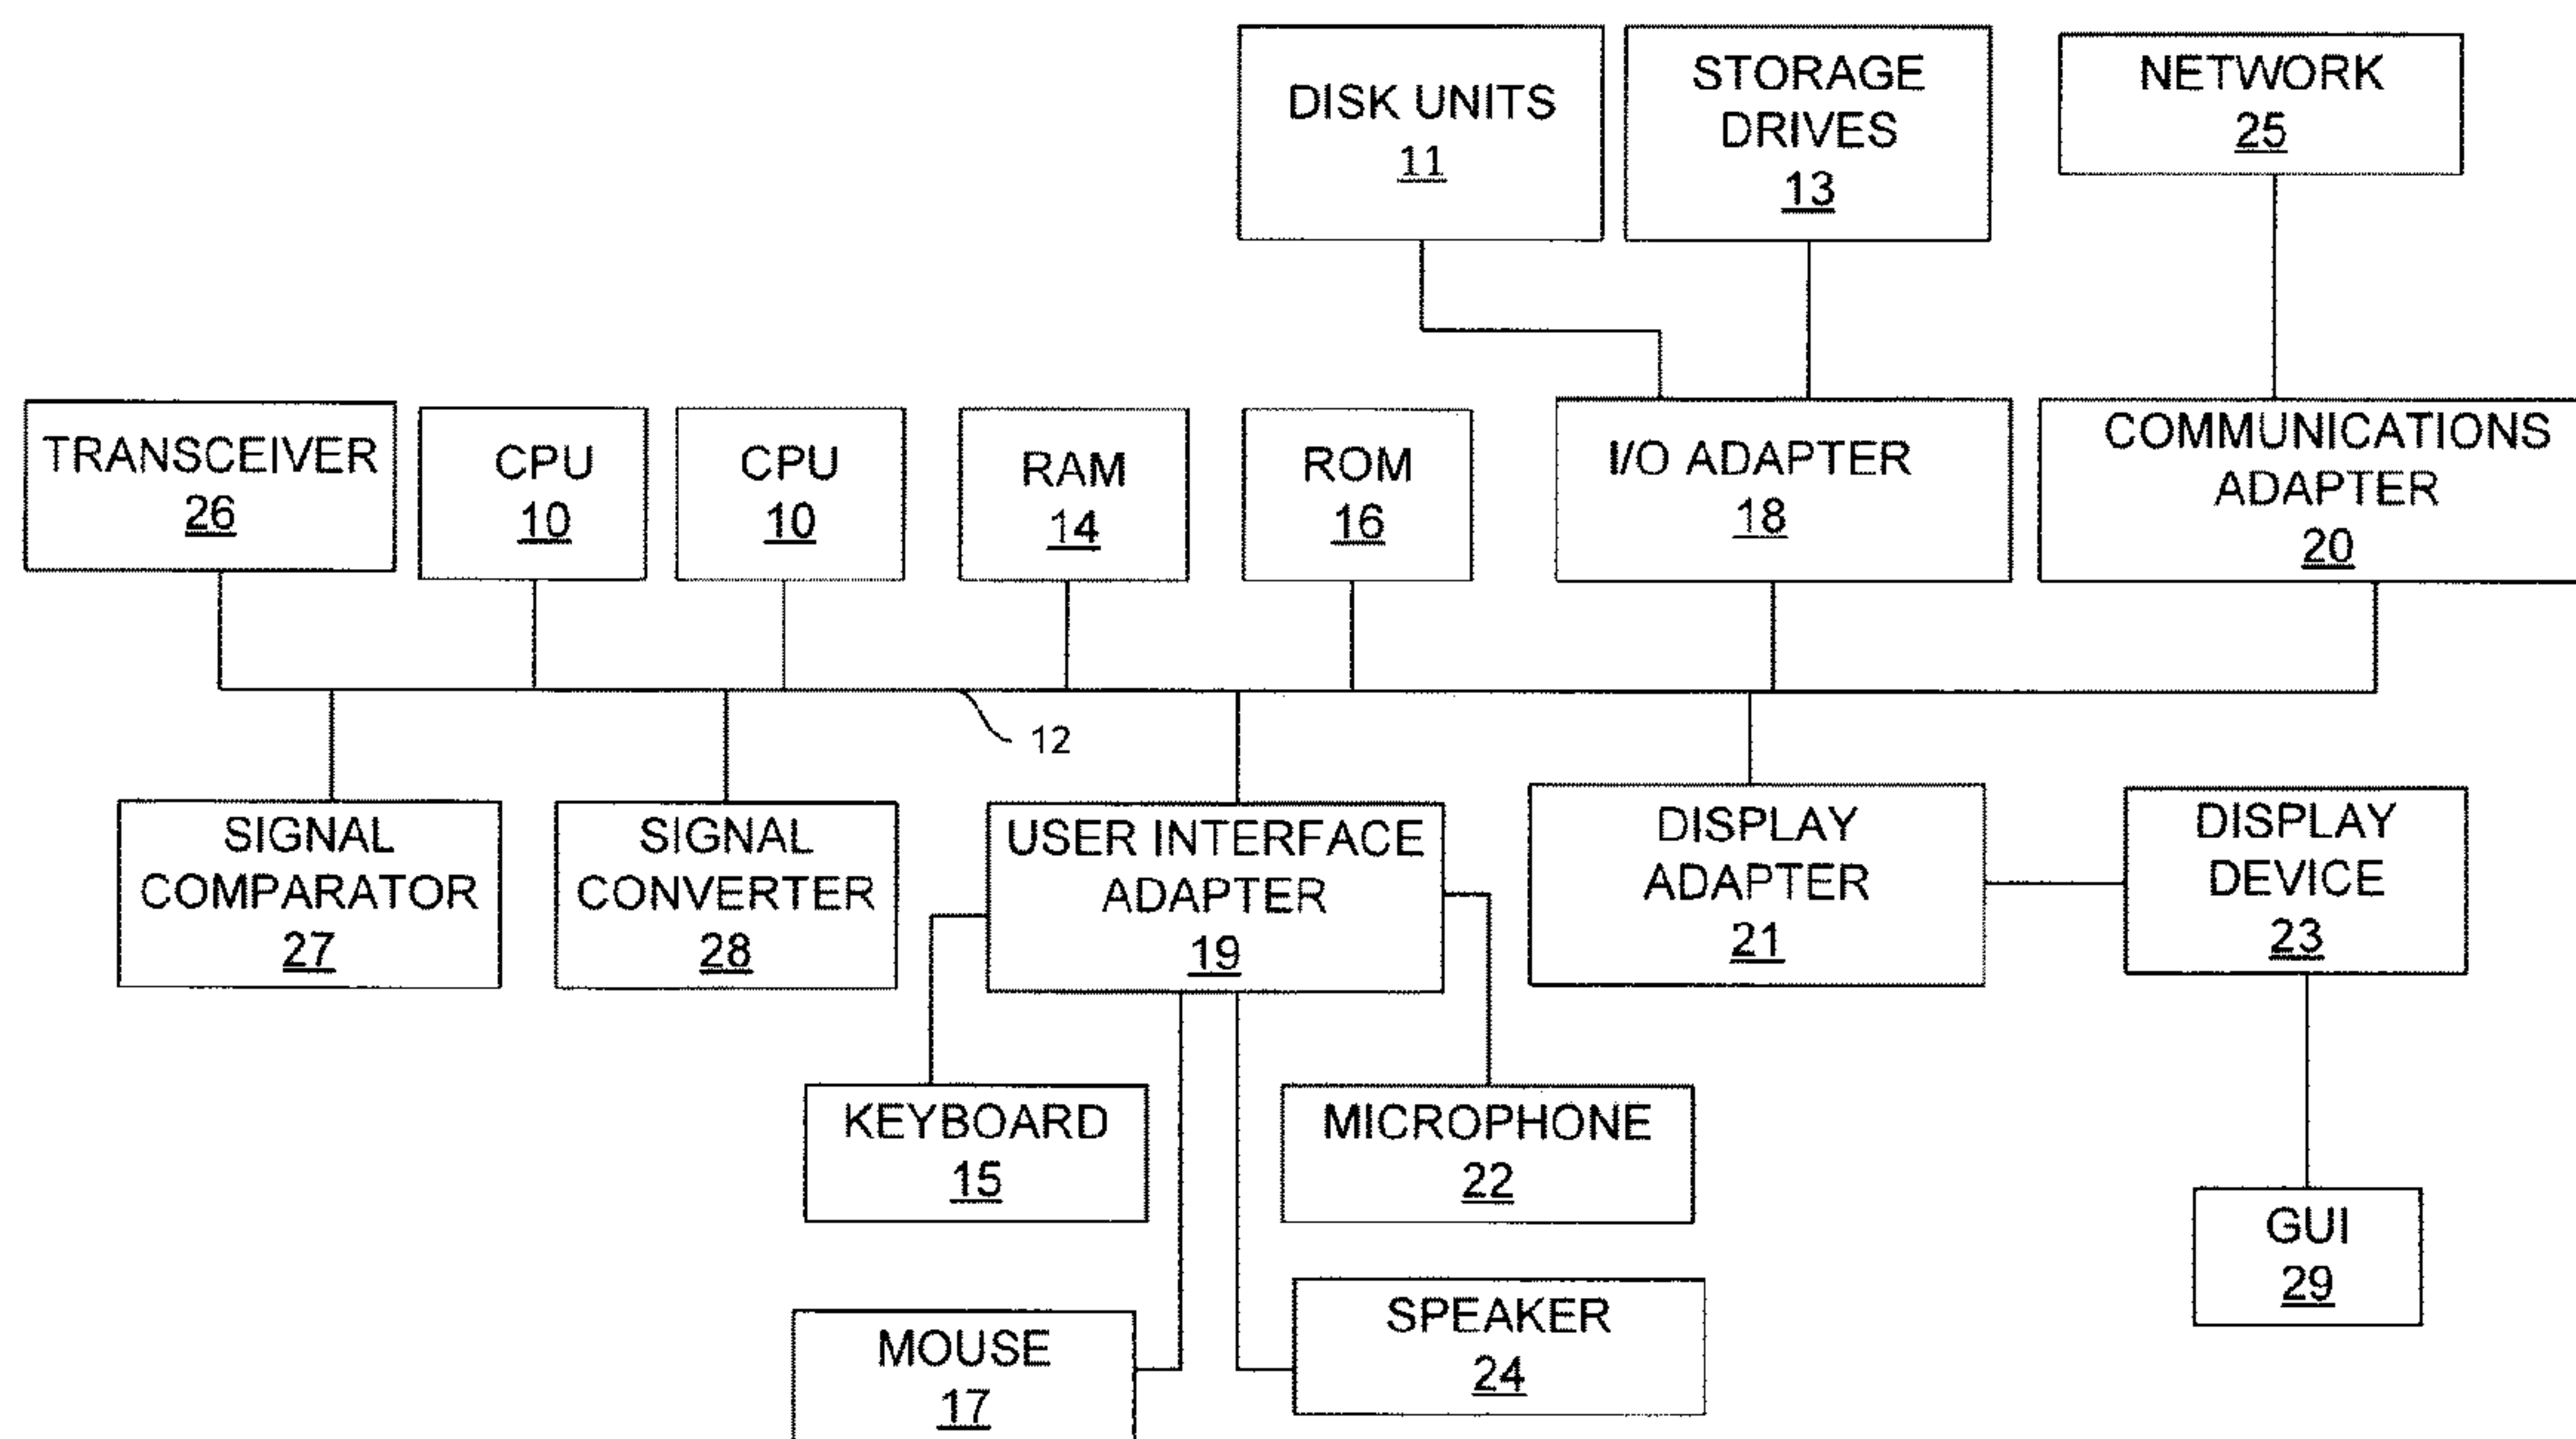 DISK UNITS
11
STORAGE
DRIVES
13
NETWORK
25
TRANSCEIVER
26
CPU
10
CPU
10
RAM
14
ROM
16
I/O ADAPTER
18
COMMUNICATIONS
ADAPTER
20
12
SIGNAL
COMPARATOR
27
SIGNAL
CONVERTER
28
USER INTERFACE
ADAPTER
19
DISPLAY
ADAPTER
21
DISPLAY
DEVICE
23
KEYBOARD
15
MICROPHONE
22
GUI
29
MOUSE
17
SPEAKER
24